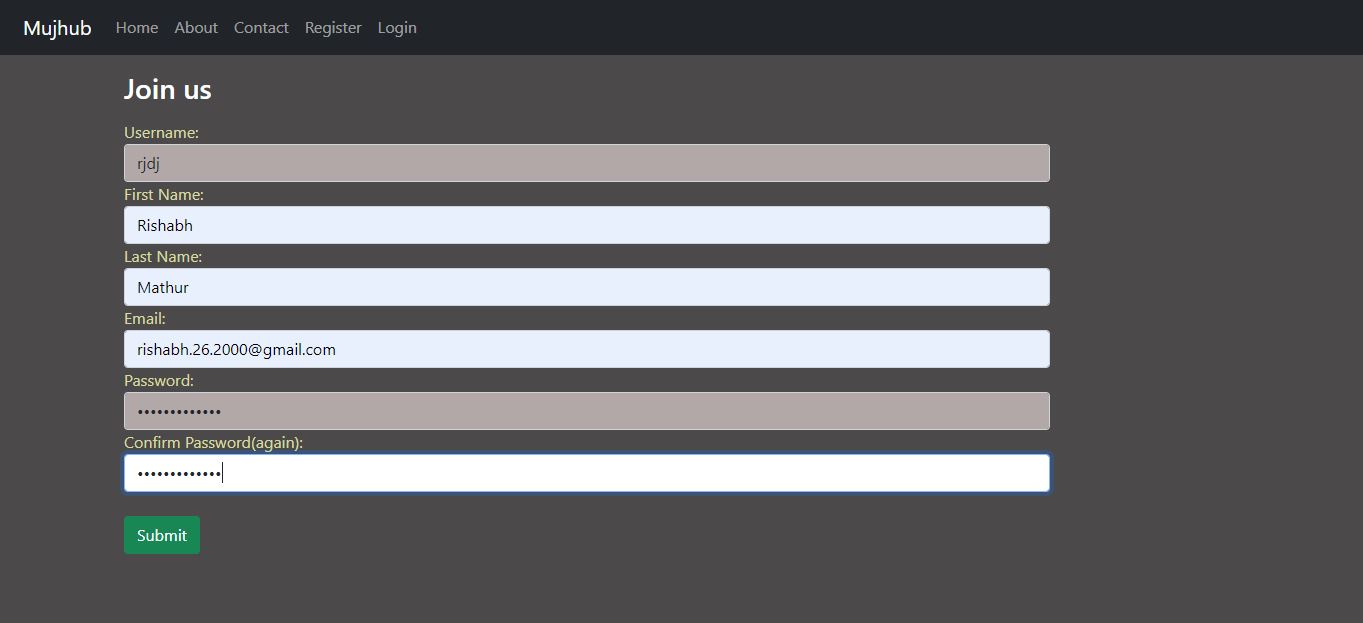 Mujhub Home About Contact Register Login
Join us
Username:
rjdj
First Name:
Rishabh
Last Name:
Mathur
Email:
rishabh.26.2000@gmail.com
Password:
•••••••••••••
Confirm Password(again):
•••••••••••••
Submit